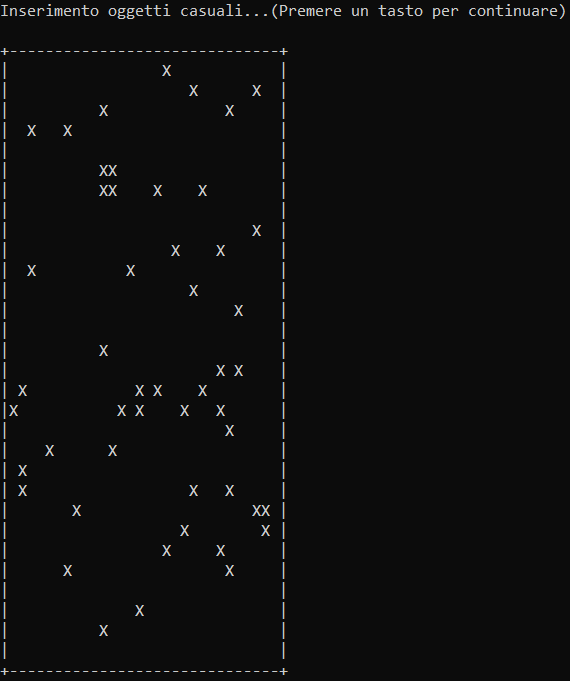 Inserimento oggetti casuali...(Premere un tasto per continuare)

+------------------------------+
|                 X            |
|                    X      X  |
|          X             X     |
|  X   X                       |
|                              |
|          XX                  |
|          XX    X    X        |
|                              |
|                           X  |
|                  X    X      |
|  X          X                |
|                    X         |
|                         X    |
|                              |
|          X                   |
|                       X X    |
| X            X X    X        |
|X           X X    X   X      |
|                        X     |
|    X      X                  |
| X                            |
| X                  X   X     |
|       X                   XX |
|                   X        X |
|                 X     X      |
|      X                 X     |
|                              |
|              X               |
|          X                   |
|                              |
+------------------------------+